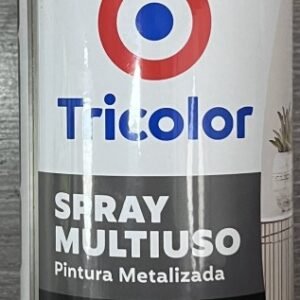 Tricolor
SPRAY
MULTIUSO
Pintura Metalizada